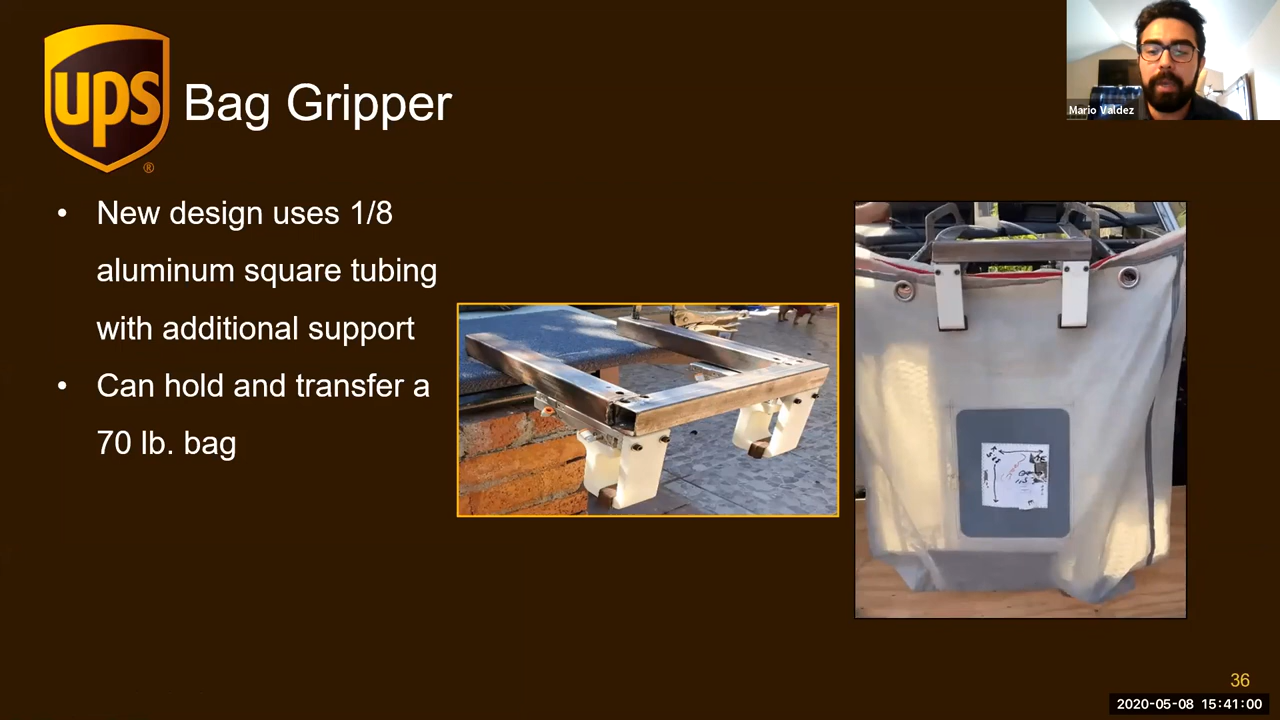 ups
®
Bag Gripper
Mario Valdez
• New design uses 1/8
aluminum square tubing
with additional support
• Can hold and transfer a
70 lb. bag
36
2020-05-08 15:41:00